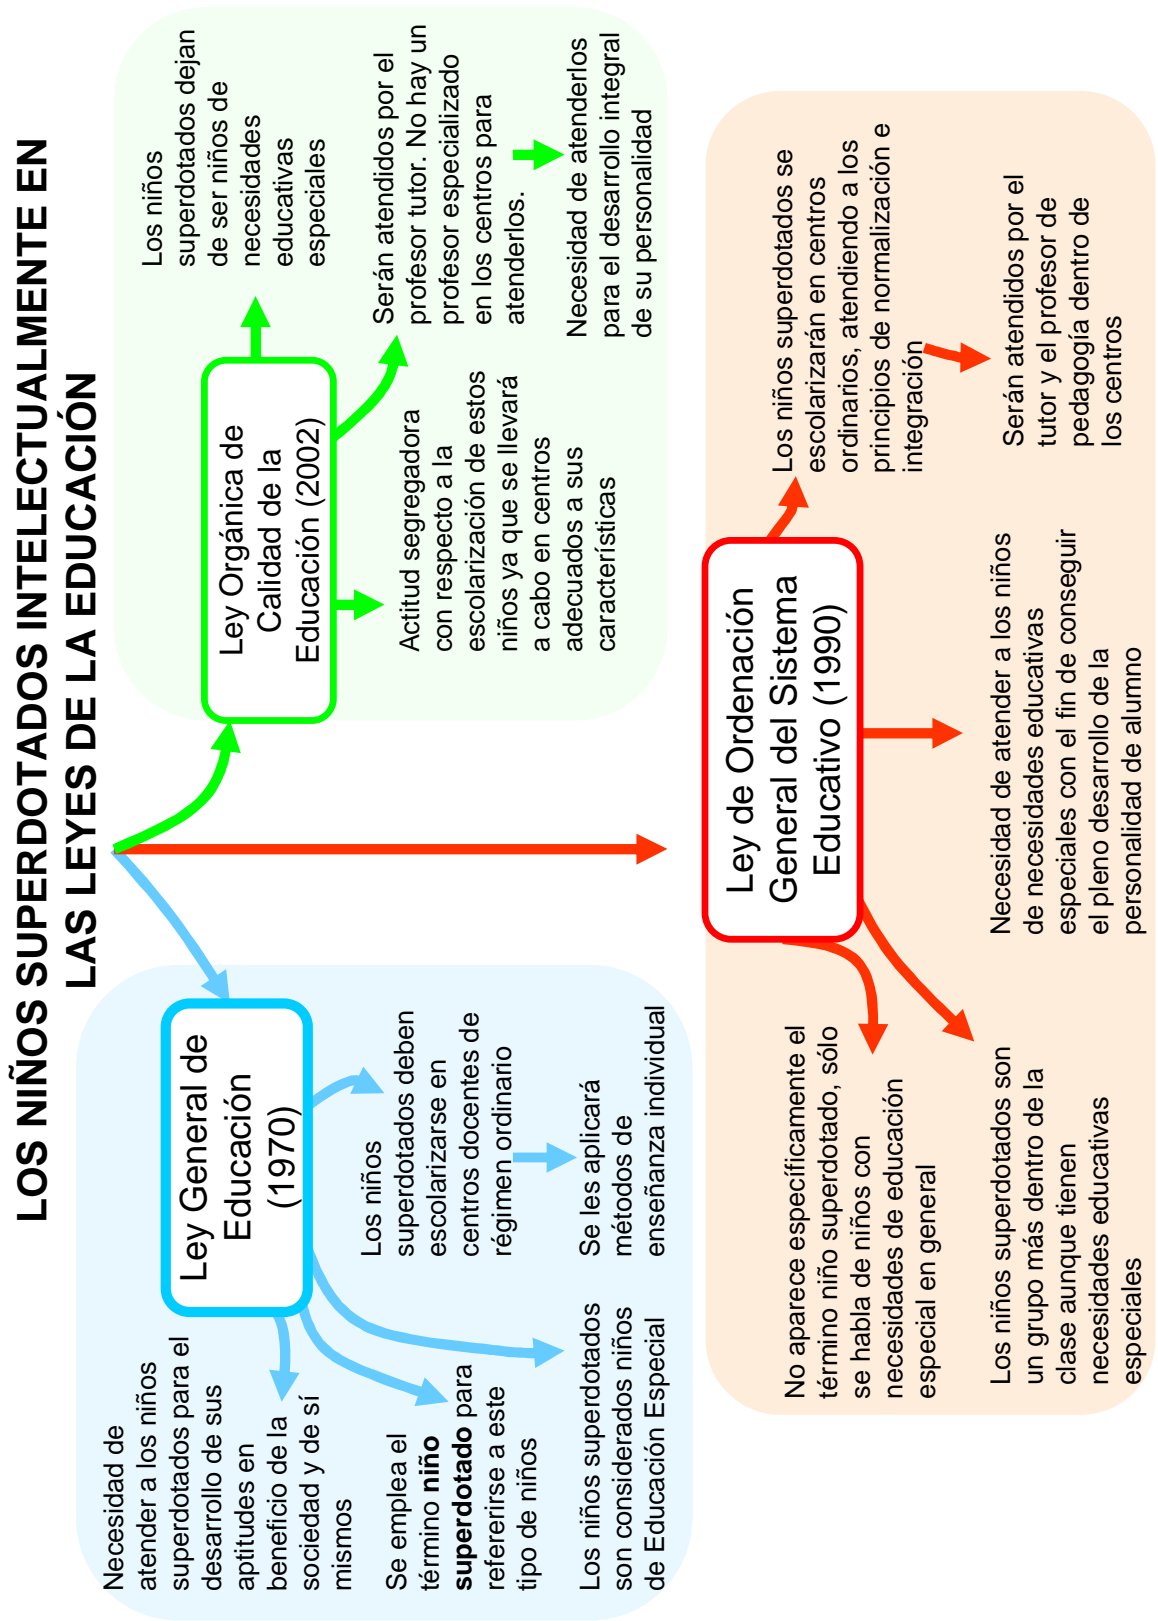 LOS NIÑOS SUPERDOTADOS INTELECTUALMENTE EN
LAS LEYES DE LA EDUCACIÓN
Ley General de
Educación
(1970)
Necesidad de
atender a los niños
superdotados para el
desarrollo de sus
aptitudes en
beneficio de la
sociedad y de sí
mismos
Se emplea el
término niño
superdotado para
refererirse a este
tipo de niños
Los niños superdotados
son considerados niños
de Educación Especial
Los niños
superdotados deben
escolarizarse en
centros docentes de
régimen ordinario
Se les aplicará
métodos de
enseñanza individual
Ley Orgánica de
Calidad de la
Educación (2002)
Los niños
superdotados dejan
de ser niños de
necesidades
educativas
especiales
Actitud segregadora
con respecto a la
escolarización de estos
niños ya que se llevará
a cabo en centros
adecuados a sus
características
Serán atendidos por el
profesor tutor. No hay un
profesor especializado
en los centros para
atenderlos.
Necesidad de atenderlos
para el desarrollo integral
de su personalidad
Ley de Ordenación
General del Sistema
Educativo (1990)
No aparece específicamente el
término niño superdotado, sólo
se habla de niños con
necesidades de educación
especial en general
Los niños superdotados son
un grupo más dentro de la
clase aunque tienen
necesidades educativas
especiales
Necesidad de atender a los niños
de necesidades educativas
especiales con el fin de conseguir
el pleno desarrollo de la
personalidad de alumno
Los niños superdotados se
escolarizarán en centros
ordinarios, atendiendo a los
principios de normalización e
integración
Serán atendidos por el
tutor y el profesor de
pedagogía dentro de
los centros